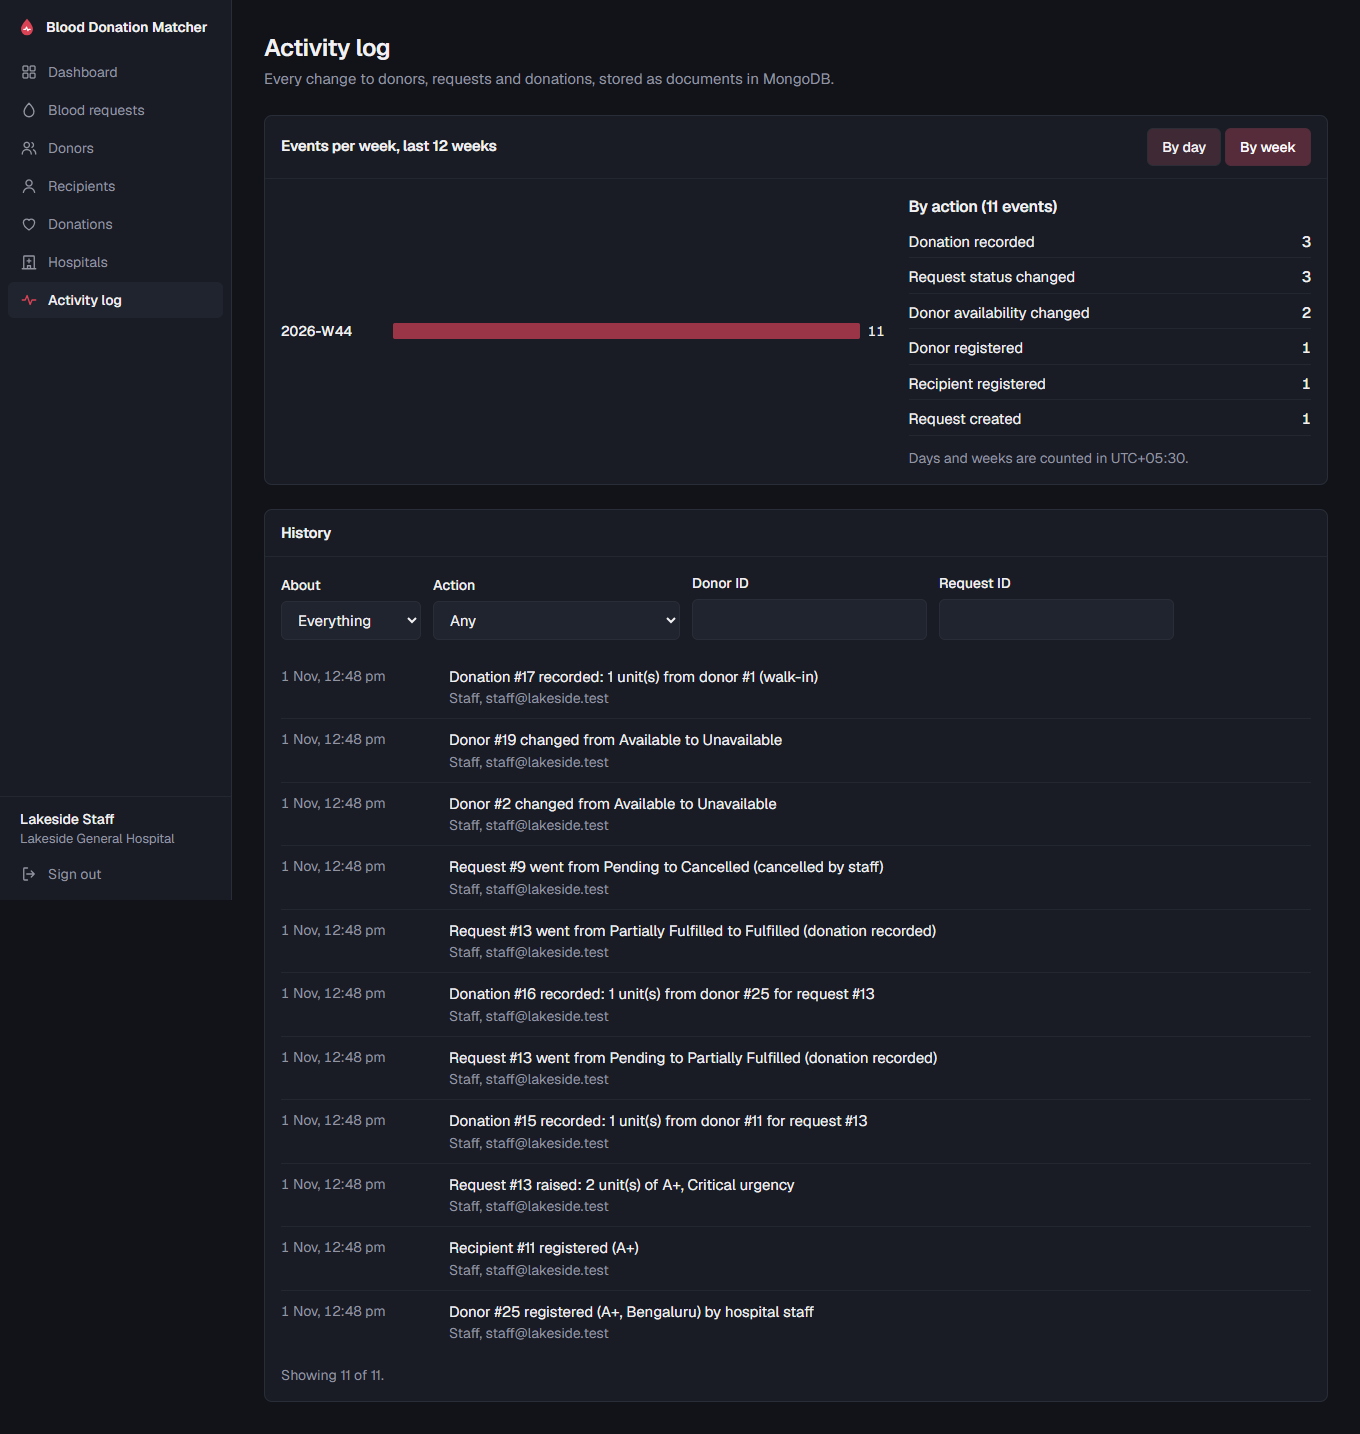 Blood Donation Matcher
Dashboard
Blood requests
Donors
Recipients
Donations
Hospitals
Activity log
Lakeside Staff
Lakeside General Hospital
Sign out
Activity log
Every change to donors, requests and donations, stored as documents in MongoDB.
Events per week, last 12 weeks
By day
By week
2026-W44
11
By action (11 events)
Donation recorded 3
Request status changed 3
Donor availability changed 2
Donor registered 1
Recipient registered 1
Request created 1
Days and weeks are counted in UTC+05:30.
History
About
Everything
Action
Any
Donor ID
Request ID
1 Nov, 12:48 pm
Donation #17 recorded: 1 unit(s) from donor #1 (walk-in)
Staff, staff@lakeside.test
1 Nov, 12:48 pm
Donor #19 changed from Available to Unavailable
Staff, staff@lakeside.test
1 Nov, 12:48 pm
Donor #2 changed from Available to Unavailable
Staff, staff@lakeside.test
1 Nov, 12:48 pm
Request #9 went from Pending to Cancelled (cancelled by staff)
Staff, staff@lakeside.test
1 Nov, 12:48 pm
Request #13 went from Partially Fulfilled to Fulfilled (donation recorded)
Staff, staff@lakeside.test
1 Nov, 12:48 pm
Donation #16 recorded: 1 unit(s) from donor #25 for request #13
Staff, staff@lakeside.test
1 Nov, 12:48 pm
Request #13 went from Pending to Partially Fulfilled (donation recorded)
Staff, staff@lakeside.test
1 Nov, 12:48 pm
Donation #15 recorded: 1 unit(s) from donor #11 for request #13
Staff, staff@lakeside.test
1 Nov, 12:48 pm
Request #13 raised: 2 unit(s) of A+, Critical urgency
Staff, staff@lakeside.test
1 Nov, 12:48 pm
Recipient #11 registered (A+)
Staff, staff@lakeside.test
1 Nov, 12:48 pm
Donor #25 registered (A+, Bengaluru) by hospital staff
Staff, staff@lakeside.test
Showing 11 of 11.